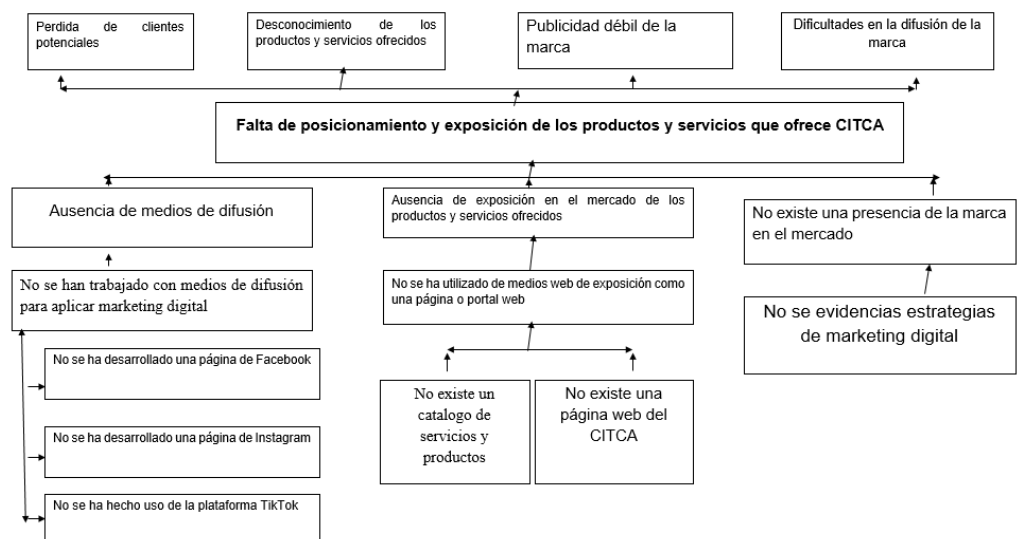 Perdida de clientes
potenciales
Desconocimiento de los
productos y servicios ofrecidos
Publicidad débil de la
marca
Dificultades en la difusión de la
marca
Falta de posicionamiento y exposición de los productos y servicios que ofrece CITCA
Ausencia de medios de difusión
Ausencia de exposición en el mercado de los
productos y servicios ofrecidos
No existe una presencia de la marca
en el mercado
No se han trabajado con medios de difusión
para aplicar marketing digital
No se ha utilizado de medios web de exposición como
una página o portal web
No se evidencias estrategias
de marketing digital
No se ha desarrollado una página de Facebook
No se ha desarrollado una página de Instagram
No se ha hecho uso de la plataforma TikTok
No existe un
catalogo de
servicios y
productos
No existe una
página web del
CITCA